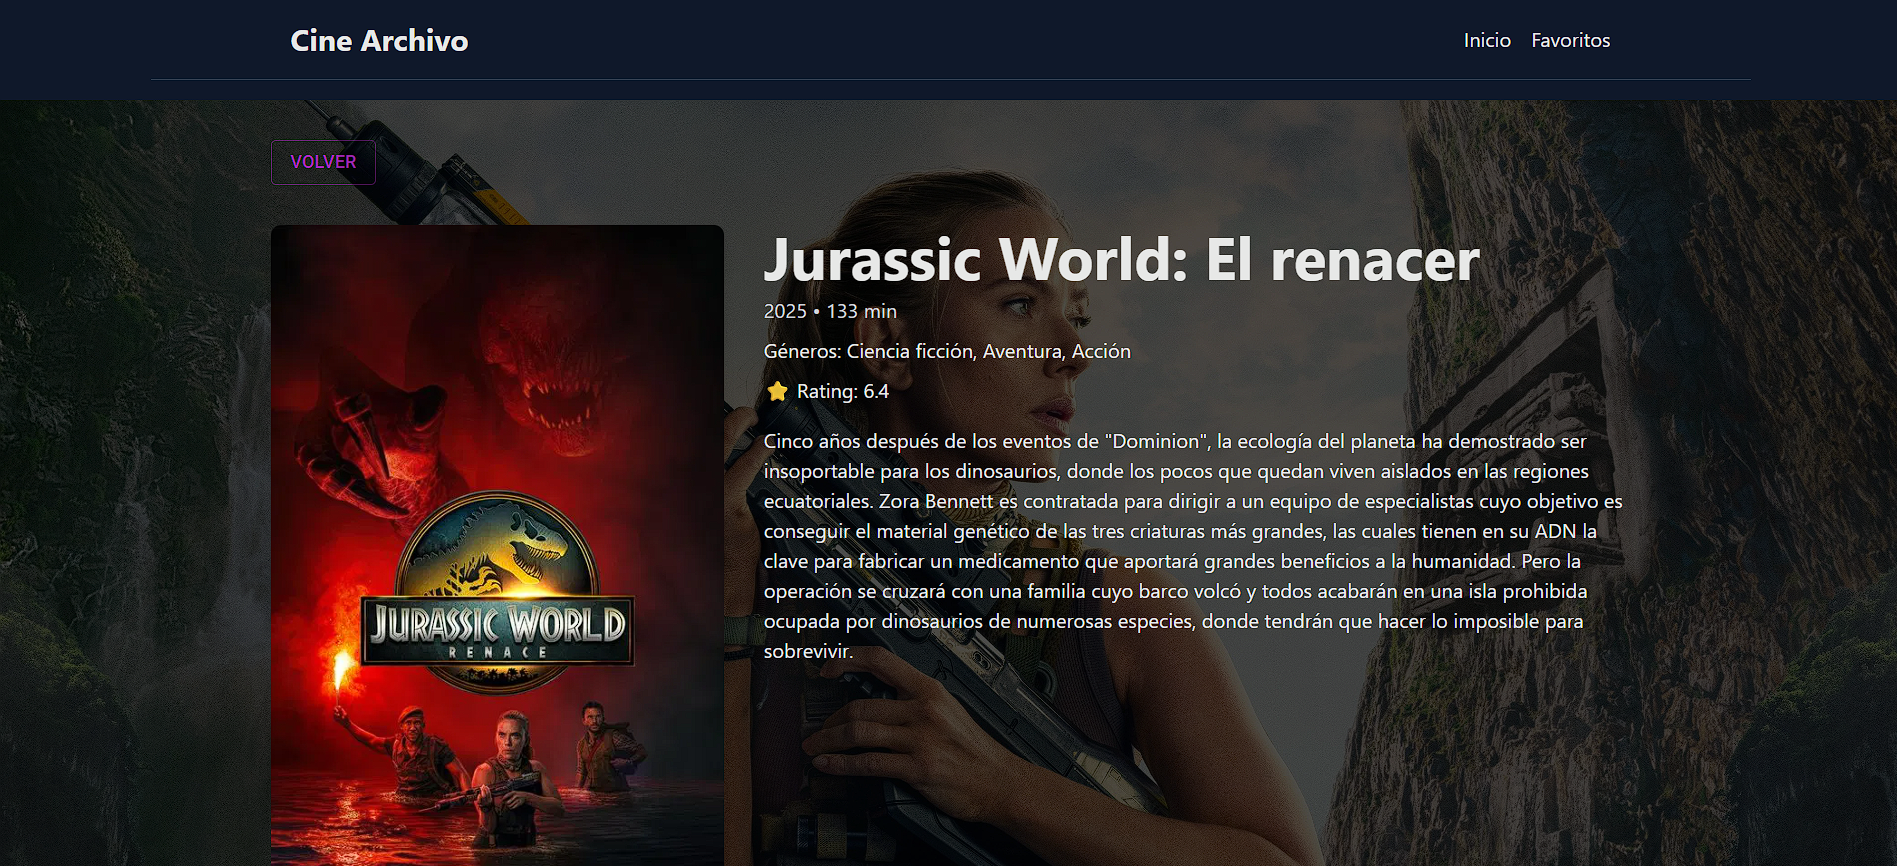 Cine Archivo
Inicio Favoritos
VOLVER
Jurassic World: El renacer
2025 • 133 min
Géneros: Ciencia ficción, Aventura, Acción
Rating: 6.4
Cinco años después de los eventos de "Dominion", la ecología del planeta ha demostrado ser
insoportable para los dinosaurios, donde los pocos que quedan viven aislados en las regiones
ecuatoriales. Zora Bennett es contratada para dirigir a un equipo de especialistas cuyo objetivo es
conseguir el material genético de las tres criaturas más grandes, las cuales tienen en su ADN la
clave para fabricar un medicamento que aportará grandes beneficios a la humanidad. Pero la
operación se cruzará con una familia cuyo barco volcó y todos acabarán en una isla prohibida
ocupada por dinosaurios de numerosas especies, donde tendrán que hacer lo imposible para
sobrevivir.
JURASSIC WORLD
RENACE